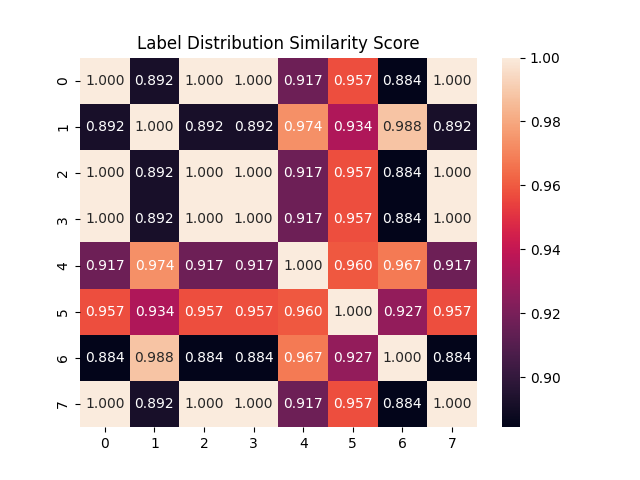 Label Distribution Similarity Score
0 1.000 0.892 1.000 1.000 0.917 0.957 0.884 1.000
1 0.892 1.000 0.892 0.892 0.974 0.934 0.988 0.892
2 1.000 0.892 1.000 1.000 0.917 0.957 0.884 1.000
3 1.000 0.892 1.000 1.000 0.917 0.957 0.884 1.000
4 0.917 0.974 0.917 0.917 1.000 0.960 0.967 0.917
5 0.957 0.934 0.957 0.957 0.960 1.000 0.927 0.957
6 0.884 0.988 0.884 0.884 0.967 0.927 1.000 0.884
7 1.000 0.892 1.000 1.000 0.917 0.957 0.884 1.000
0 1 2 3 4 5 6 7
1.00
0.98
0.96
0.94
0.92
0.90